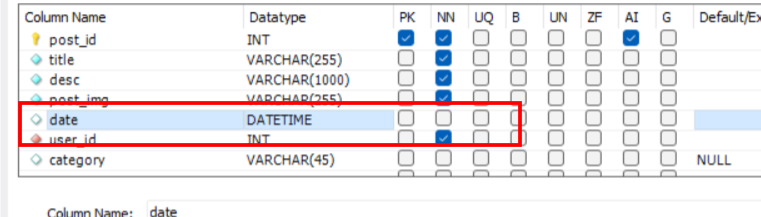 Column Name Datatype PK NN UQ B UN ZF AI G Default/Ex
post_id INT
title VARCHAR(255)
desc VARCHAR(1000)
post_img VARCHAR(255)
date DATETIME
user_id INT
category VARCHAR(45) NULL
Column Name: date